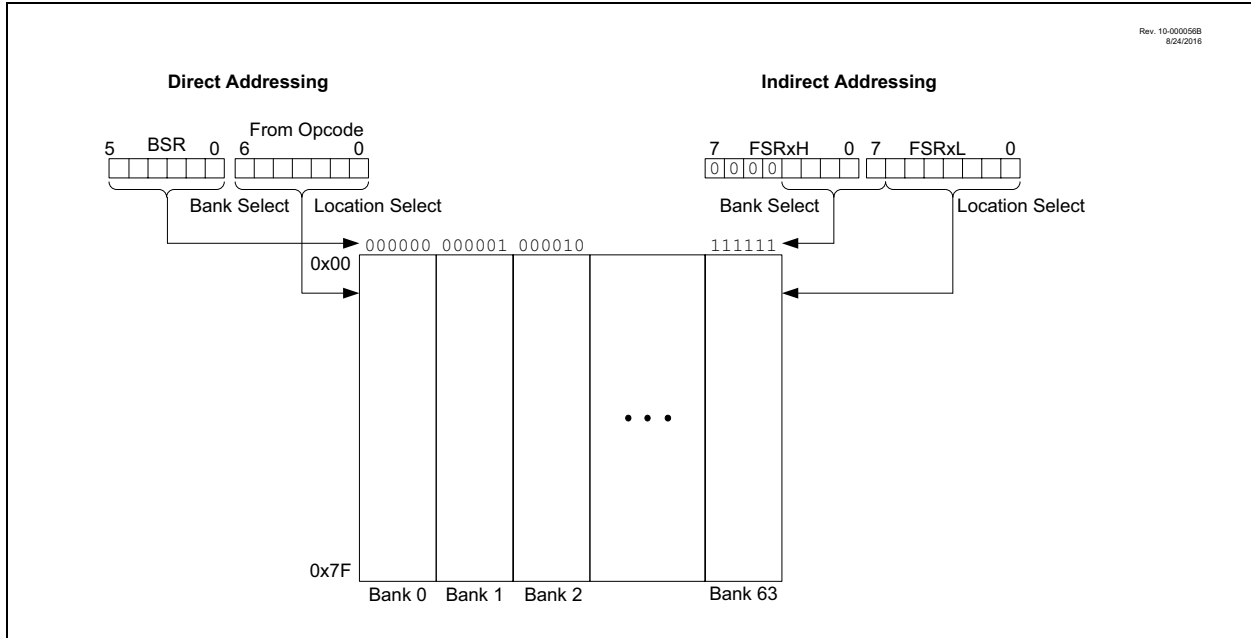 Rev. 10-000056B
8/24/2016
Direct Addressing
Indirect Addressing
From Opcode
5 BSR 0 6 0
7 FSRxH 0 7 FSRxL 0
0 0 0 0
Bank Select Location Select
Bank Select Location Select
000000 000001 000010 111111
0x00
0x7F
Bank 0 Bank 1 Bank 2 Bank 63